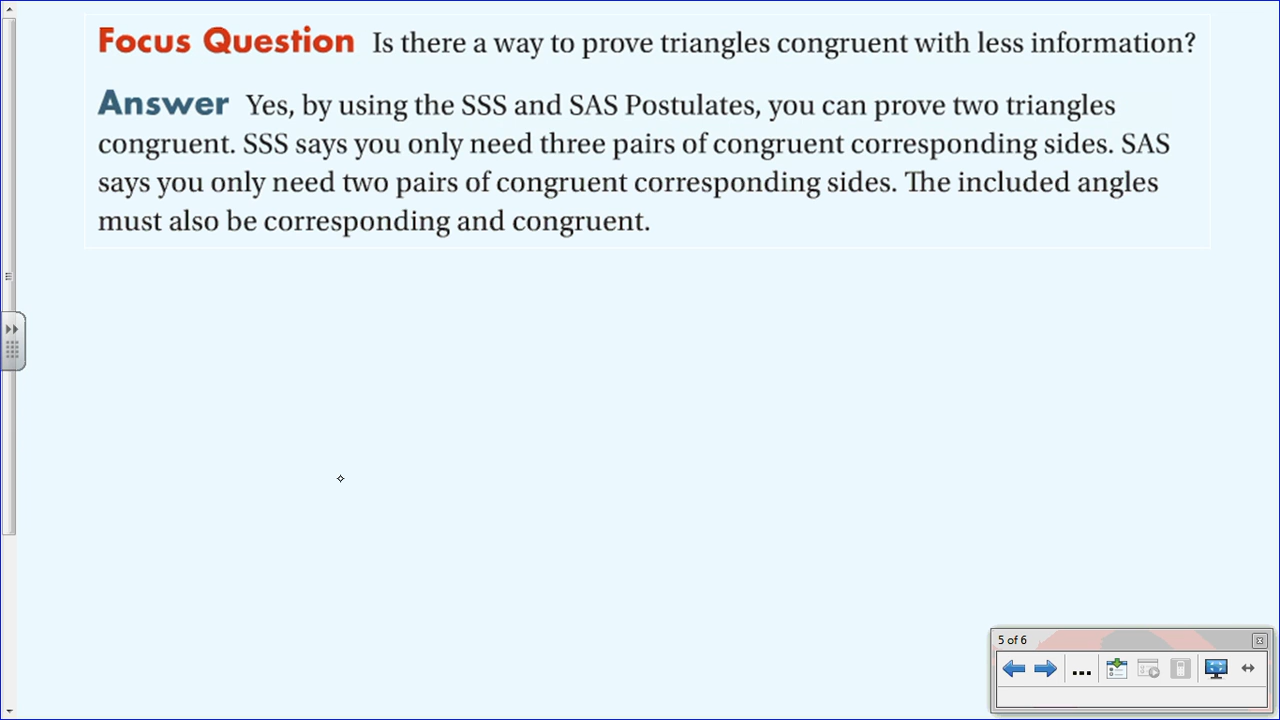 Focus Question Is there a way to prove triangles congruent with less information?
Answer Yes, by using the SSS and SAS Postulates, you can prove two triangles
congruent. SSS says you only need three pairs of congruent corresponding sides. SAS
says you only need two pairs of congruent corresponding sides. The included angles
must also be corresponding and congruent.
5 of 6